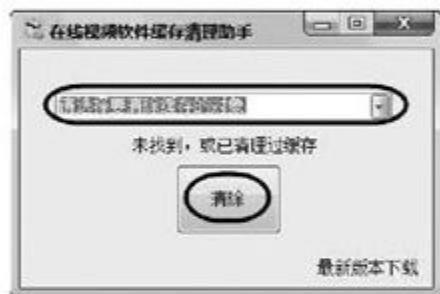 在线视频软件缓存清理助手
未找到，或已清理过缓存
清除
最新版本下载